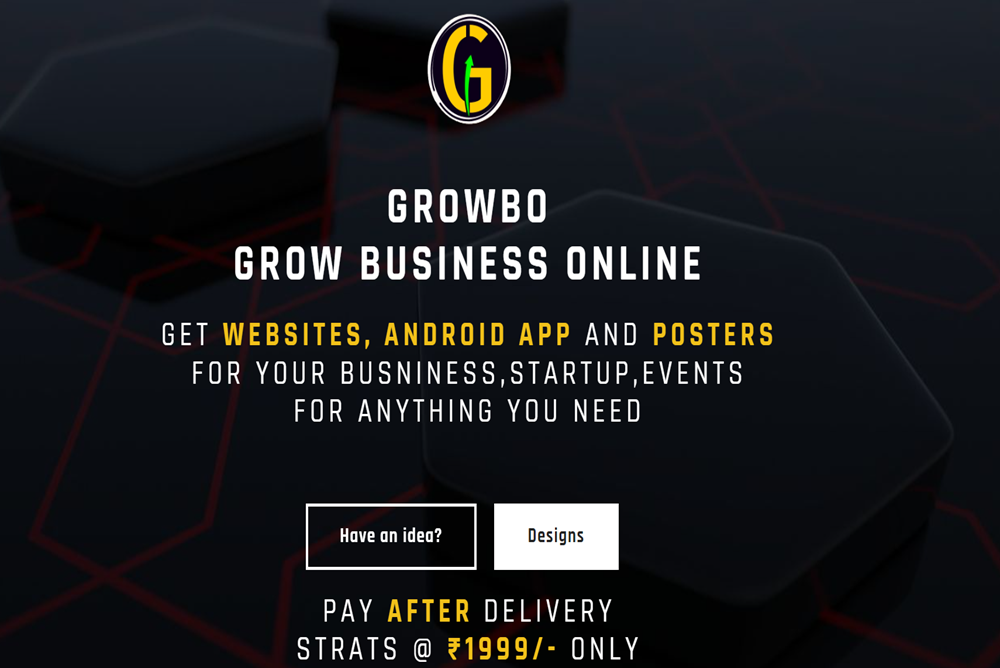 G
GROWBO
GROW BUSINESS ONLINE
GET WEBSITES, ANDROID APP AND POSTERS
FOR YOUR BUSNINESS,STARTUP,EVENTS
FOR ANYTHING YOU NEED
Have an idea?
Designs
PAY AFTER DELIVERY
STRATS @ ₹1999/- ONLY